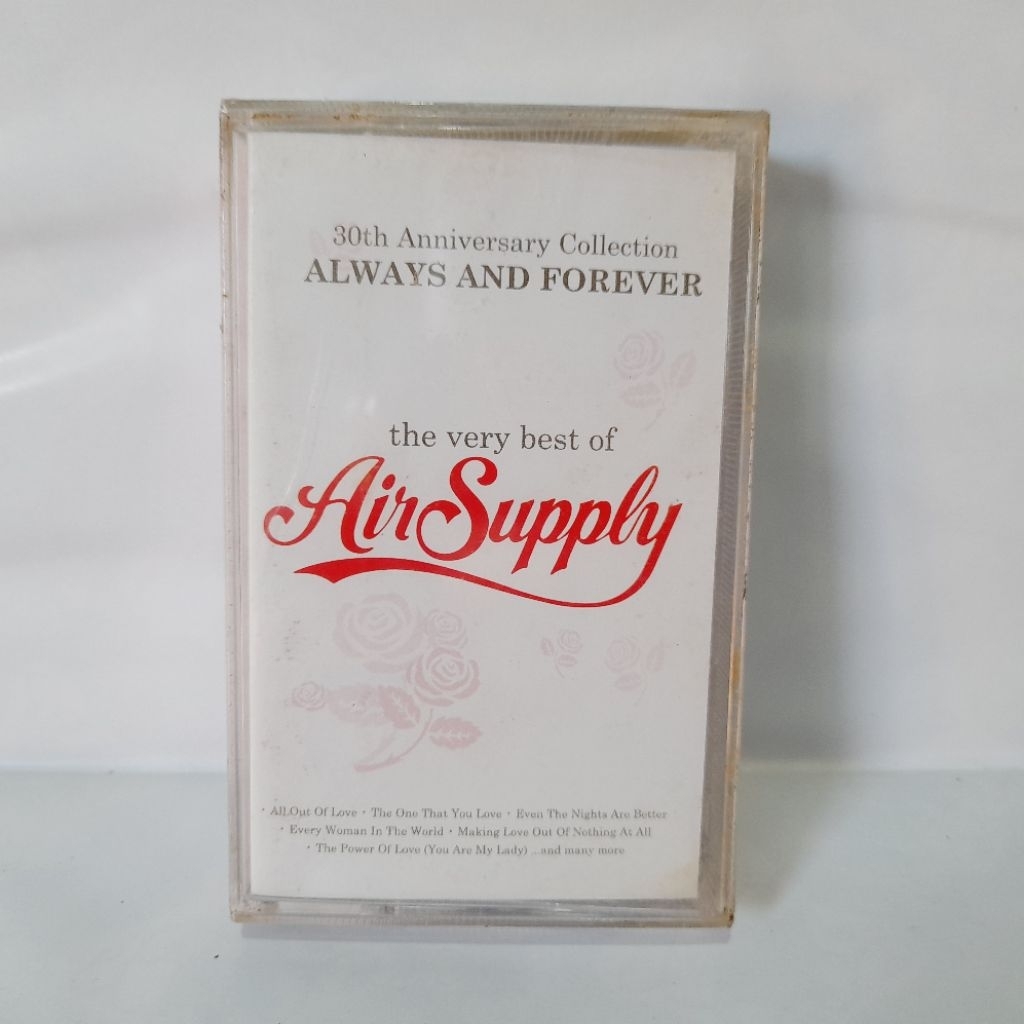 30th Anniversary Collection
ALWAYS AND FOREVER
the very best of
Air Supply
· All Out Of Love · The One That You Love · Even The Nights Are Better
· Every Woman In The World · Making Love Out Of Nothing At All
· The Power Of Love (You Are My Lady) ...and many more